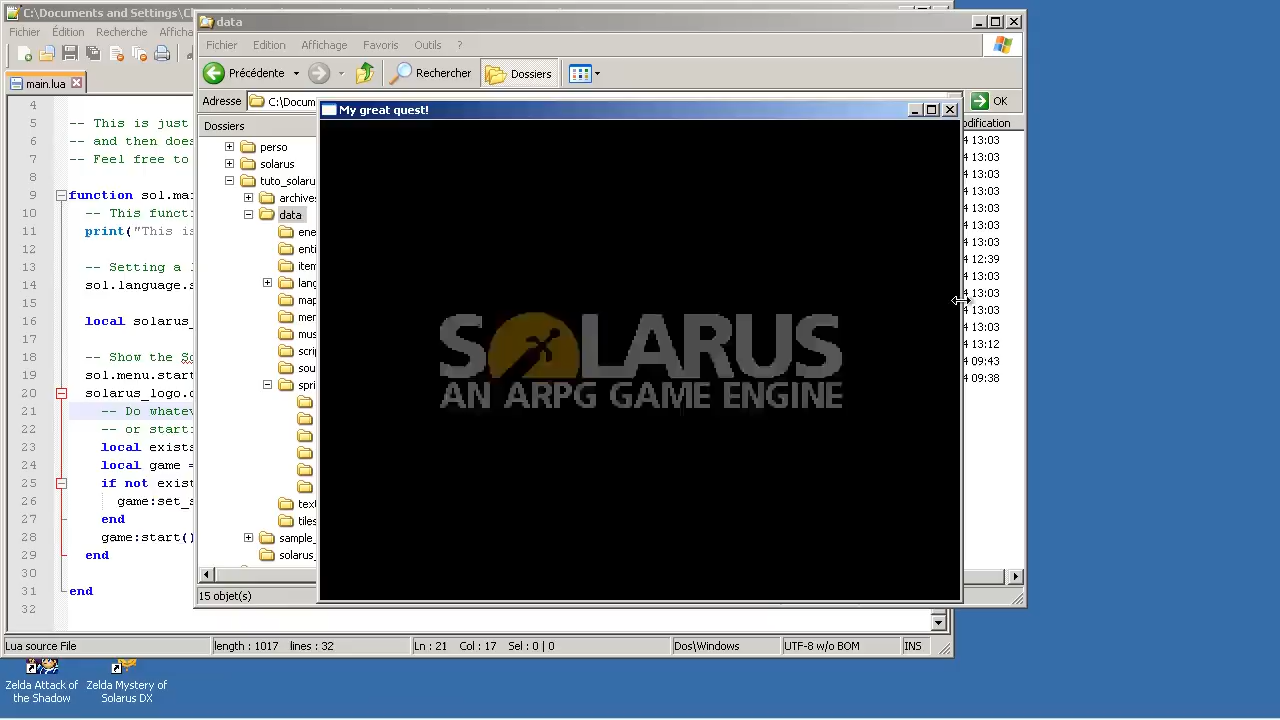 C:\Documents and Settings\C
data
Fichier Édition Recherche Afficha
Fichier Edition Affichage Favoris Outils ?
Précédente Rechercher Dossiers
main.lua
Adresse C:\Docum OK
Dossiers
odification
My great quest!
4
5 -- This is just
6 -- and then does
7 -- Feel free to
8
9 function sol.mai
10 -- This functi
11 print("This is
12
13 -- Setting a
14 sol.language.s
15
16 local solarus_
17
18 -- Show the So
19 sol.menu.start
20 solarus_logo.o
21 -- Do whatev
22 -- or start
23 local exists
24 local game =
25 if not exist
26 game:set_s
27 end
28 game:start()
29 end
30
31 end
32
perso
solarus
tuto_solarus
archives
data
ene
enti
item
lang
map
men
mus
scrip
sou
spri
text
tiles
sample_
solarus_
4 13:03
4 13:03
4 13:03
4 13:03
4 13:03
4 13:03
4 13:03
4 12:39
4 13:03
4 13:03
4 13:03
4 13:03
4 13:12
4 09:43
4 09:38
SOLARUS
AN ARPG GAME ENGINE
15 objet(s)
Lua source File length : 1017 lines : 32 Ln : 21 Col : 17 Sel : 0 | 0 Dos\Windows UTF-8 w/o BOM INS
Zelda Attack of
the Shadow
Zelda Mystery of
Solarus DX